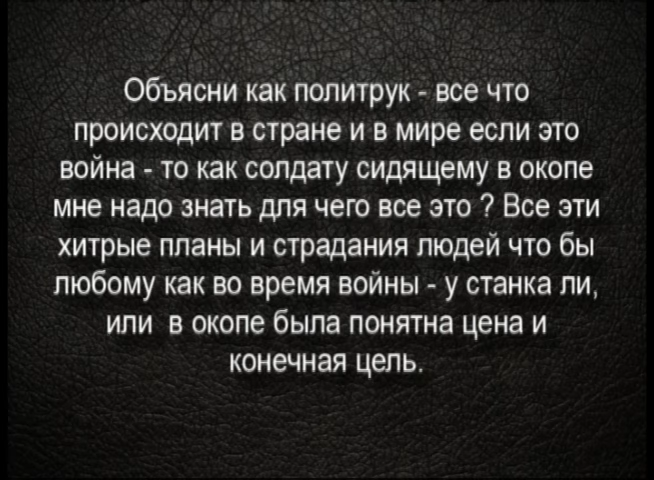 Объясни как политрук - все что
происходит в стране и в мире если это
война - то как солдату сидящему в окопе
мне надо знать для чего все это ? Все эти
хитрые планы и страдания людей что бы
любому как во время войны - у станка ли,
или в окопе была понятна цена и
конечная цель.